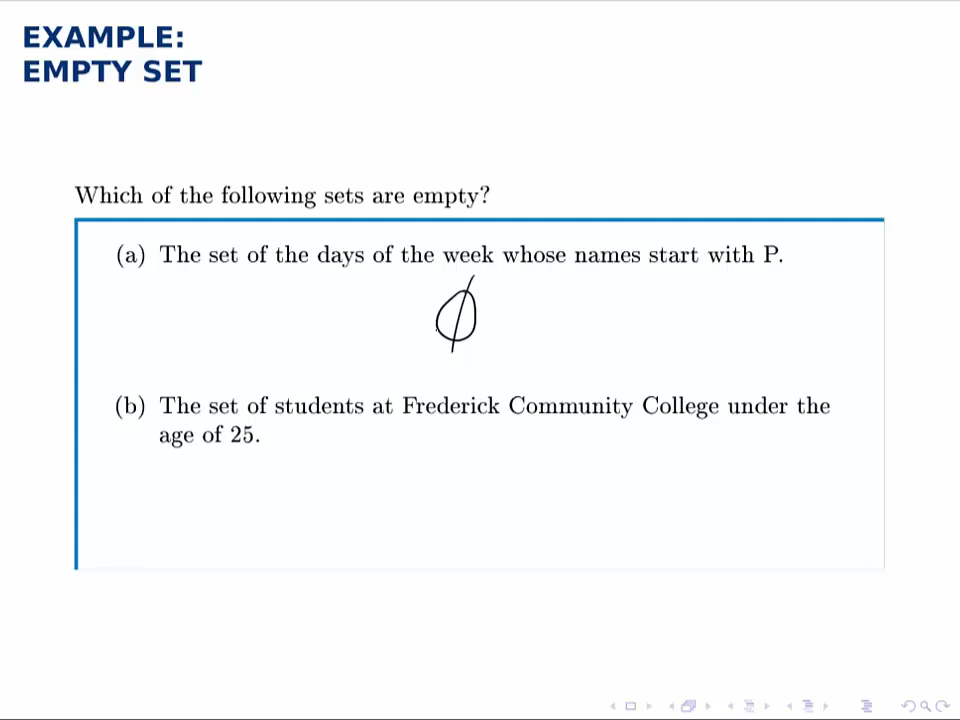 EXAMPLE:
EMPTY SET
Which of the following sets are empty?
(a) The set of the days of the week whose names start with P.
∅
(b) The set of students at Frederick Community College under the
age of 25.